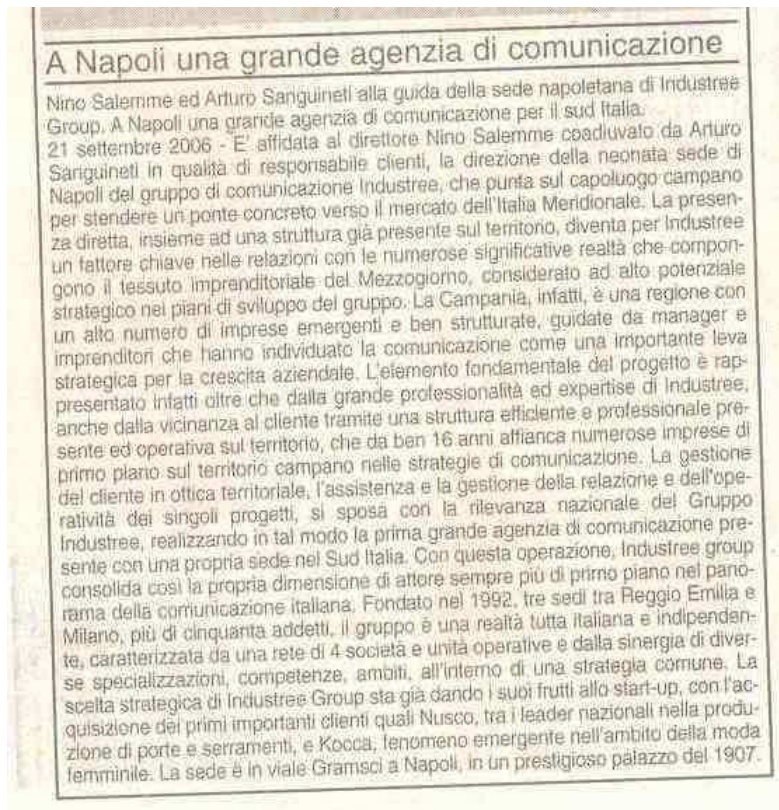 A Napoli una grande agenzia di comunicazione
Nino Salemme ed Arturo Sanguineti alla guida della sede napoletana di Industree
Group. A Napoli una grande agenzia di comunicazione per il sud Italia.
21 settembre 2006 - E' affidata al direttore Nino Salemme coadiuvato da Arturo
Sanguineti in qualità di responsabile clienti, la direzione della neonata sede di
Napoli del gruppo di comunicazione Industree, che punta sul capoluogo campano
per stendere un ponte concreto verso il mercato dell'Italia Meridionale. La presen-
za diretta, insieme ad una struttura già presente sul territorio, diventa per Industree
un fattore chiave nelle relazioni con le numerose significative realtà che compon-
gono il tessuto imprenditoriale del Mezzogiorno, considerato ad alto potenziale
strategico nei piani di sviluppo del gruppo. La Campania, infatti, è una regione con
un alto numero di imprese emergenti e ben strutturate, guidate da manager e
imprenditori che hanno individuato la comunicazione come una importante leva
strategica per la crescita aziendale. L'elemento fondamentale del progetto è rap-
presentato infatti oltre che dalla grande professionalità ed expertise di Industree,
anche dalla vicinanza al cliente tramite una struttura efficiente e professionale pre-
sente ed operativa sul territorio, che da ben 16 anni affianca numerose imprese di
primo piano sul territorio campano nelle strategie di comunicazione. La gestione
del cliente in ottica territoriale, l'assistenza e la gestione della relazione e dell'ope-
ratività dei singoli progetti, si sposa con la rilevanza nazionale del Gruppo
Industree, realizzando in tal modo la prima grande agenzia di comunicazione pre-
sente con una propria sede nel Sud Italia. Con questa operazione, Industree group
consolida così la propria dimensione di attore sempre più di primo piano nel pano-
rama della comunicazione italiana. Fondato nel 1992, tre sedi tra Reggio Emilia e
Milano, più di cinquanta addetti, il gruppo è una realtà tutta italiana e indipenden-
te, caratterizzata da una rete di 4 società e unità operative e dalla sinergia di diver-
se specializzazioni, competenze, ambiti, all'interno di una strategia comune. La
scelta strategica di Industree Group sta già dando i suoi frutti allo start-up, con l'ac-
quisizione dei primi importanti clienti quali Nusco, tra i leader nazionali nella produ-
zione di porte e serramenti, e Kocca, fenomeno emergente nell'ambito della moda
femminile. La sede è in viale Gramsci a Napoli, in un prestigioso palazzo del 1907.